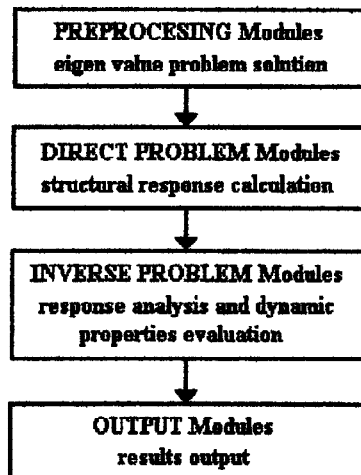 PREPROCESING Modules
eigen value problem solution
DIRECT PROBLEM Modules
structural response calculation
INVERSE PROBLEM Modules
response analysis and dynamic
properties evaluation
OUTPUT Modules
results output